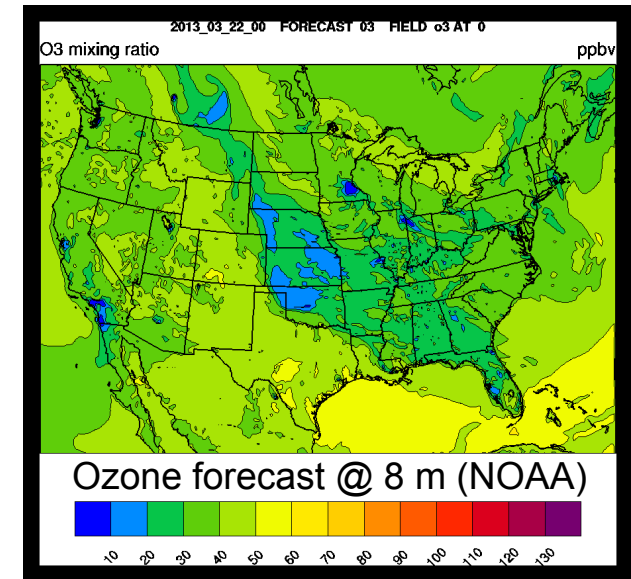 2013_03_22_00 FORECAST 03 FIELD o3 AT 0
O3 mixing ratio ppbv
Ozone forecast @ 8 m (NOAA)
10 20 30 40 50 60 70 80 90 100 110 120 130